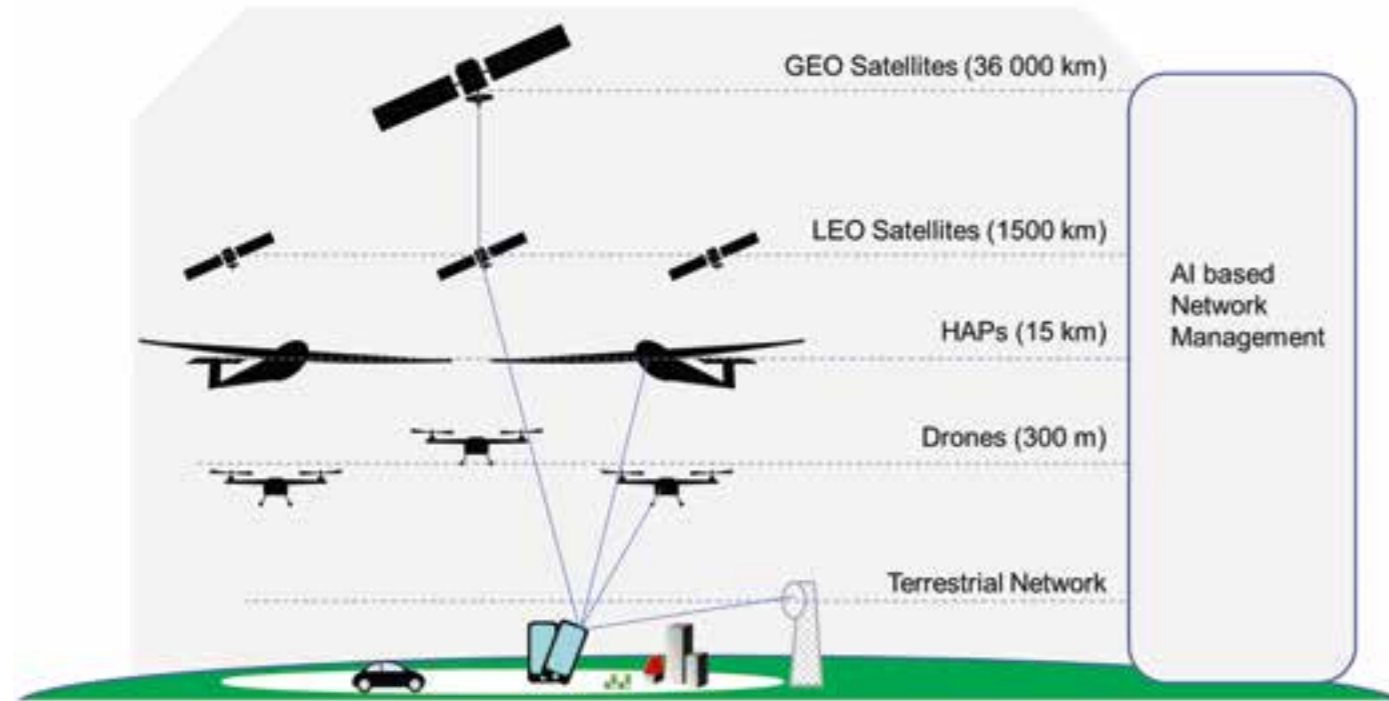 GEO Satellites (36 000 km)
LEO Satellites (1500 km)
HAPs (15 km)
Drones (300 m)
Terrestrial Network
AI based
Network
Management